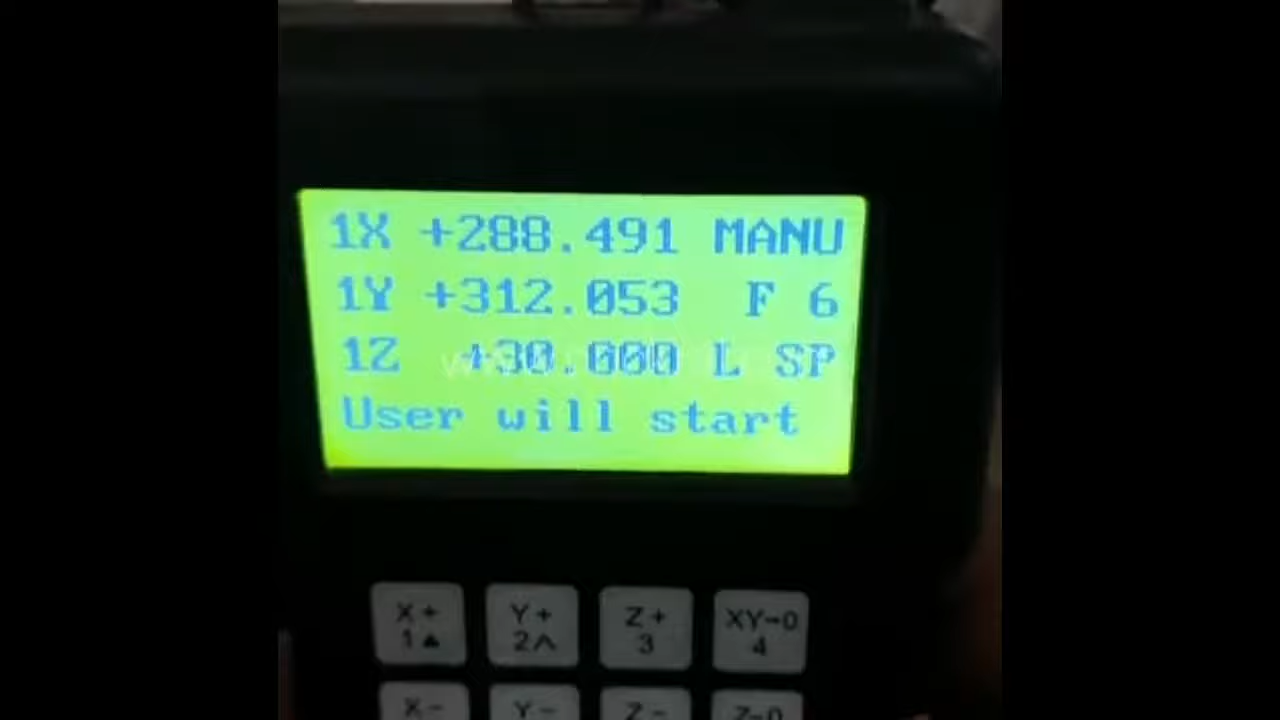 1X +288.491 MANU
1Y +312.053 F 6
1Z +30.000 L SP
User will start
X+ Y+ Z+ XY→0
1▲ 2∧ 3 4
X- Y- Z- Z→0